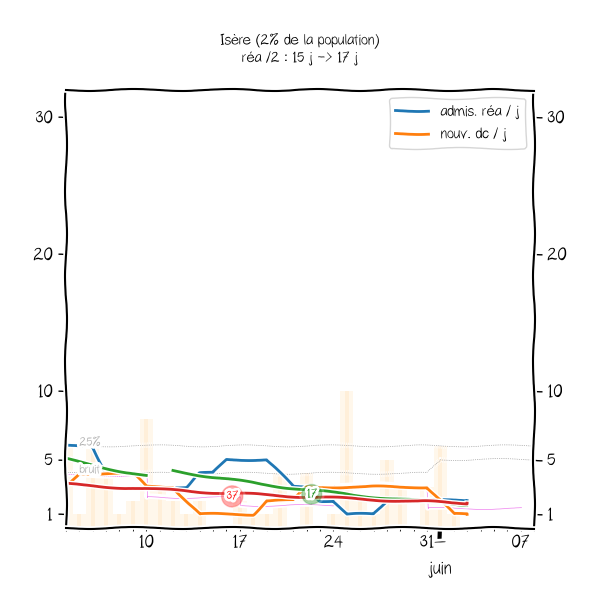 Isère (2% de la population)
réa /2 : 15 j -> 17 j
admis. réa / j
nouv. dc / j
30 30
20 20
10 10
25%
5 5
bruit
37 17
1 1
10 17 24 31 07
juin